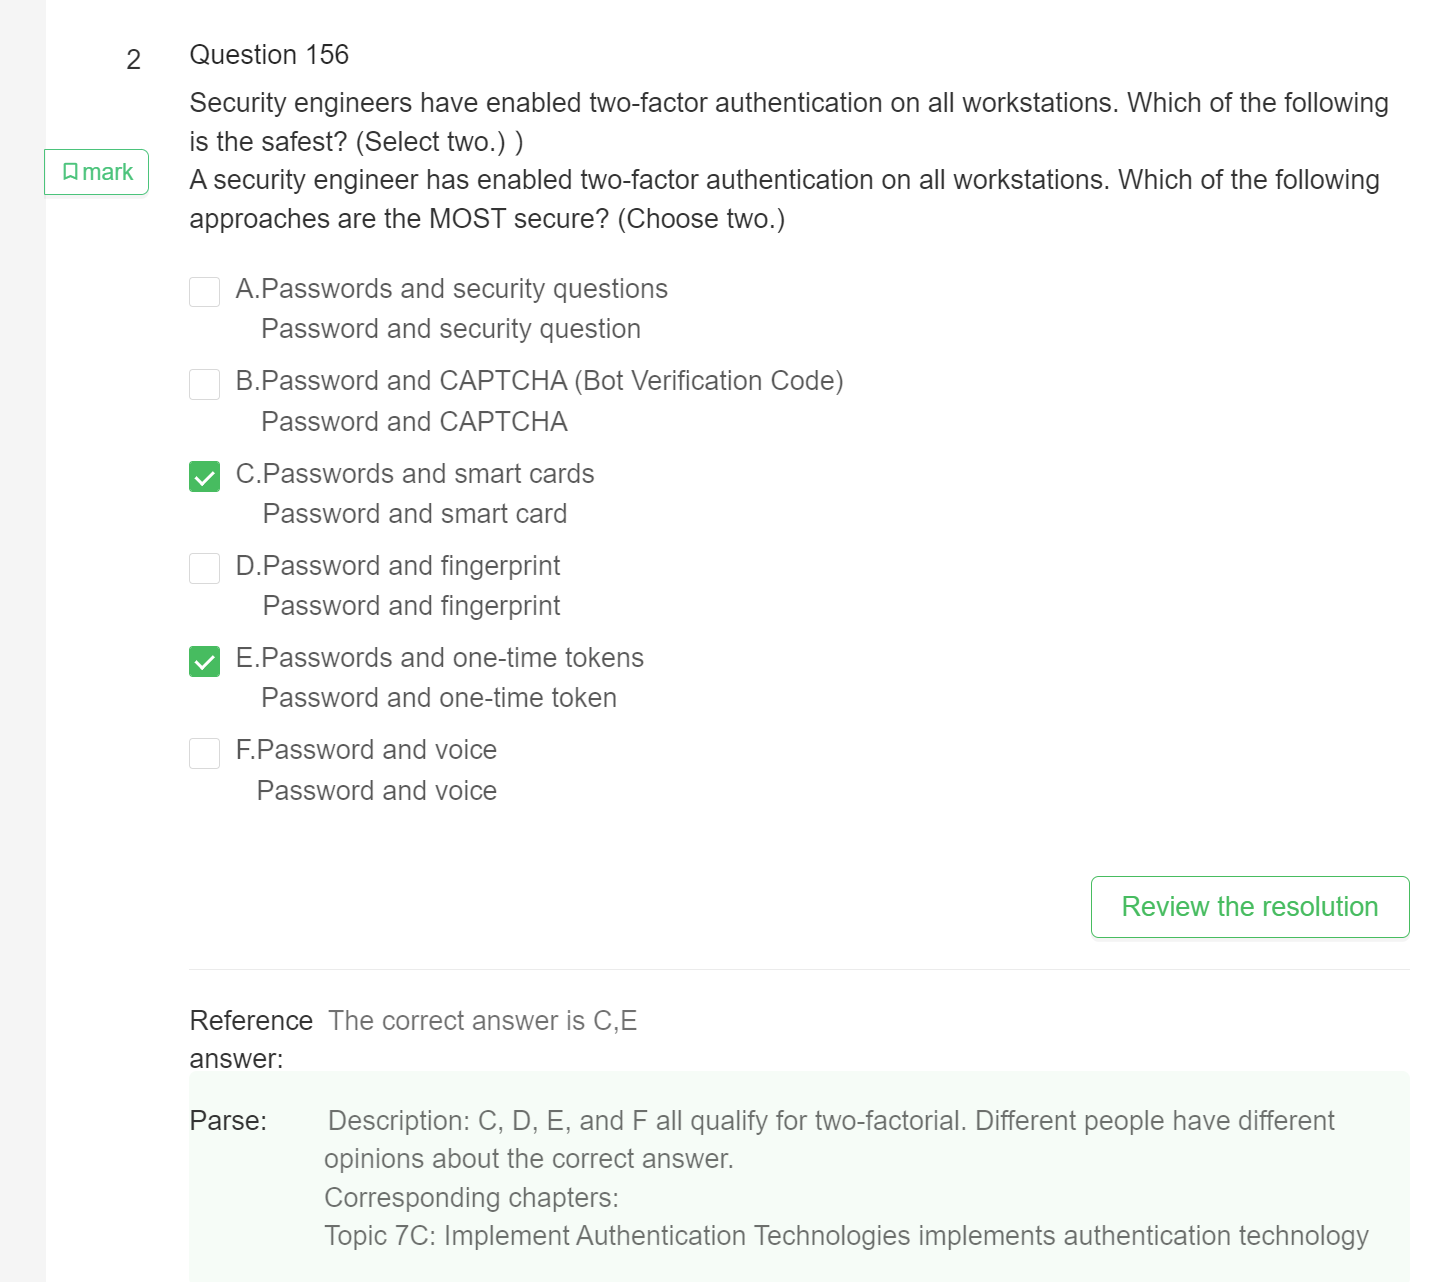 2
Question 156
Security engineers have enabled two-factor authentication on all workstations. Which of the following
is the safest? (Select two.) )
mark
A security engineer has enabled two-factor authentication on all workstations. Which of the following
approaches are the MOST secure? (Choose two.)
A.Passwords and security questions
Password and security question
B.Password and CAPTCHA (Bot Verification Code)
Password and CAPTCHA
C.Passwords and smart cards
Password and smart card
D.Password and fingerprint
Password and fingerprint
E.Passwords and one-time tokens
Password and one-time token
F.Password and voice
Password and voice
Review the resolution
Reference answer: The correct answer is C,E
Parse: Description: C, D, E, and F all qualify for two-factorial. Different people have different
opinions about the correct answer.
Corresponding chapters:
Topic 7C: Implement Authentication Technologies implements authentication technology